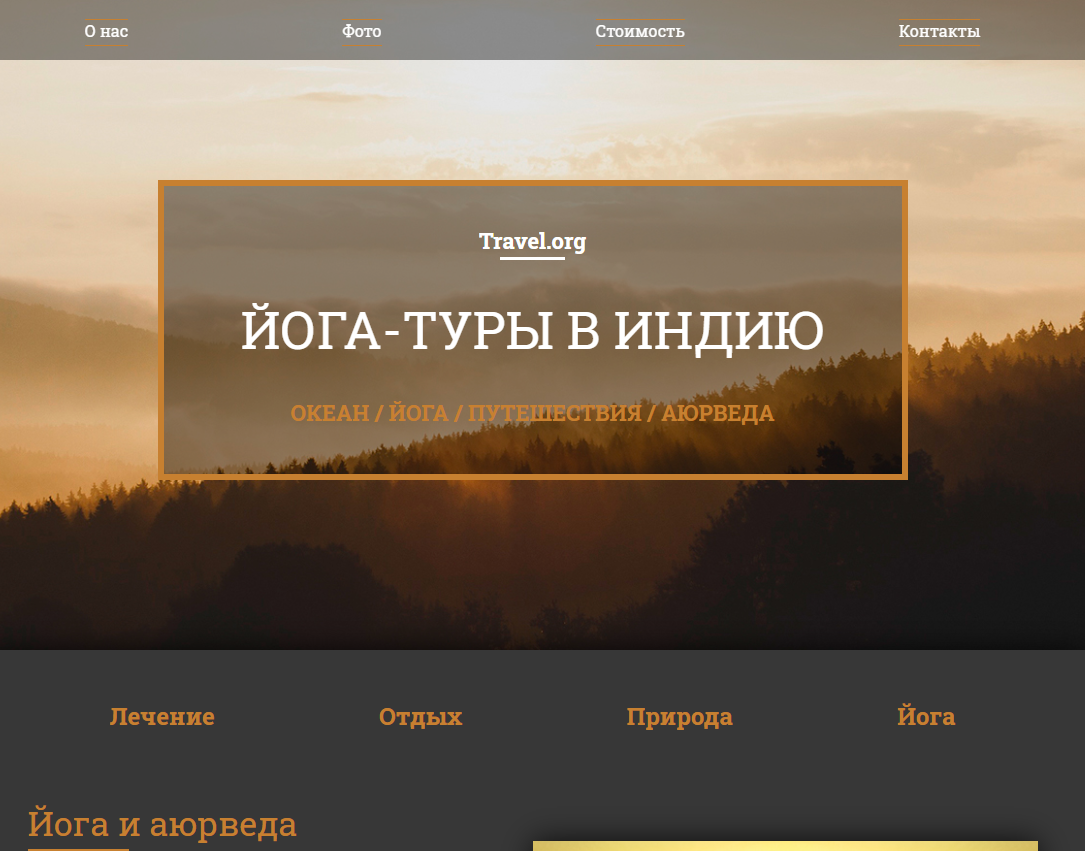 О нас
Фото
Стоимость
Контакты
Travel.org
ЙОГА-ТУРЫ В ИНДИЮ
ОКЕАН / ЙОГА / ПУТЕШЕСТВИЯ / АЮРВЕДА
Лечение
Отдых
Природа
Йога
Йога и аюрведа